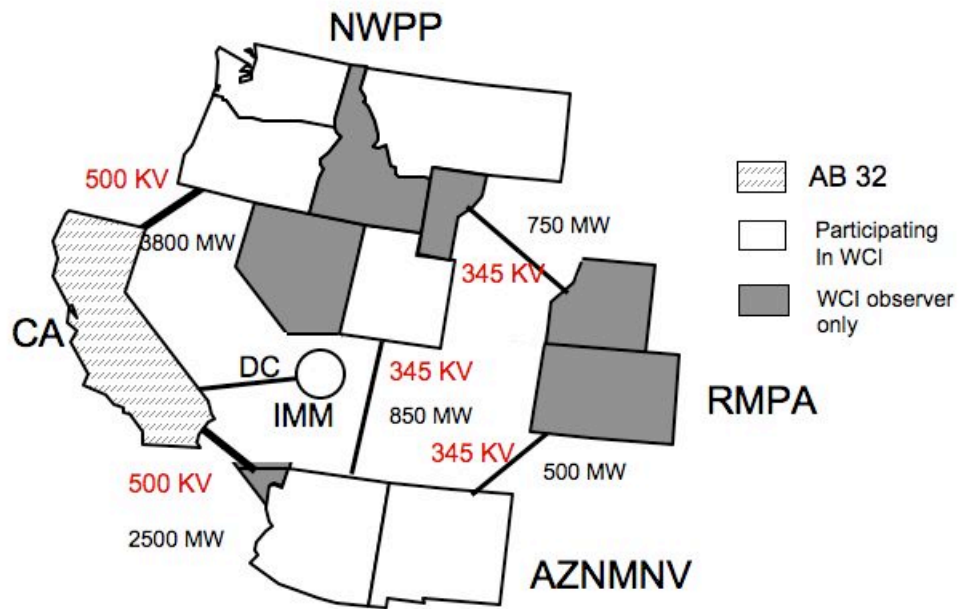 NWPP
500 KV
3800 MW
750 MW
345 KV
CA
DC
IMM
345 KV
850 MW
RMPA
345 KV
500 MW
500 KV
2500 MW
AZNMNV
AB 32
Participating
In WCI
WCI observer
only